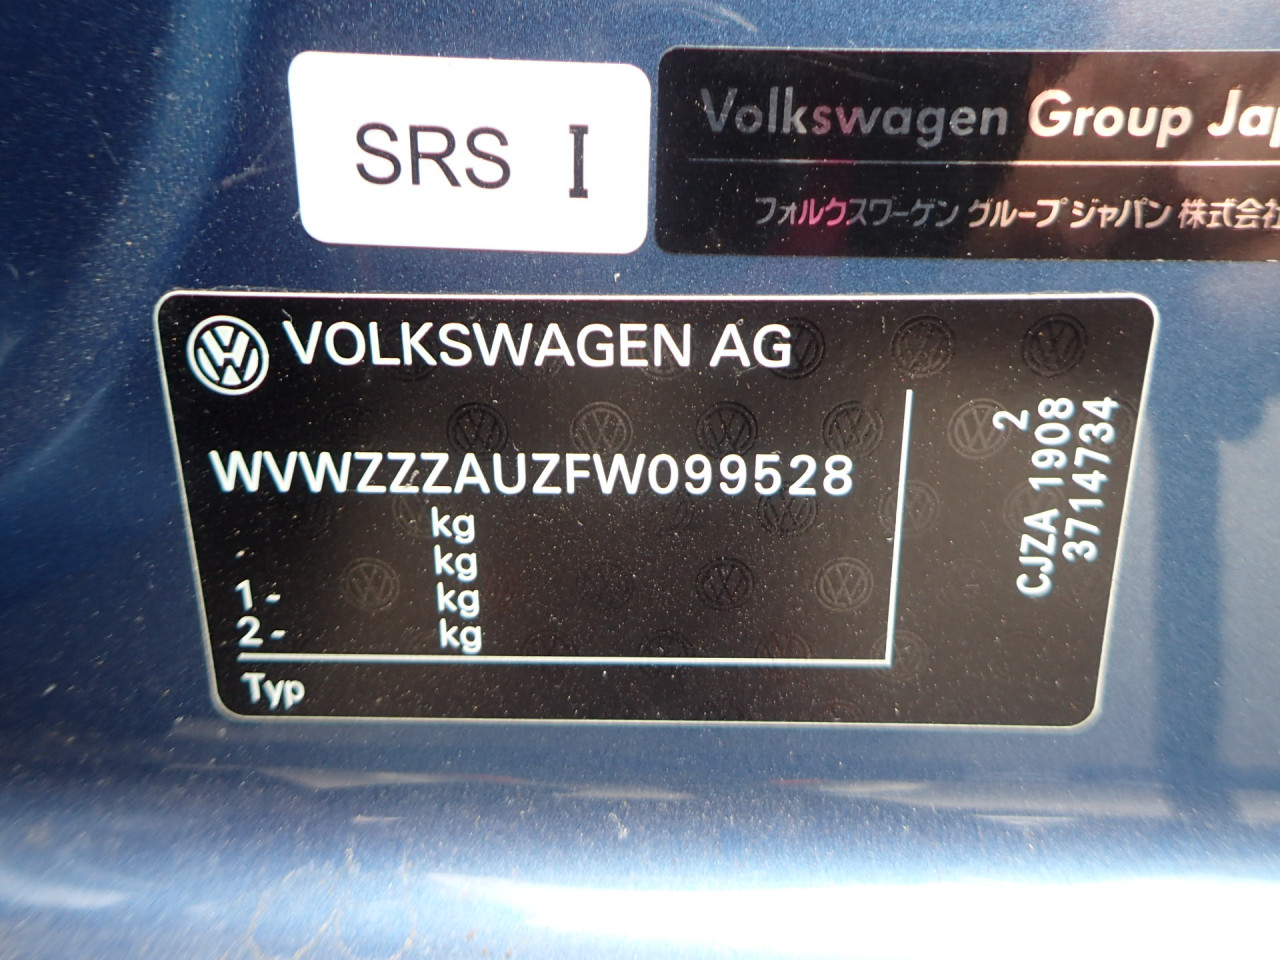 SRS I
Volkswagen Group Jap
フォルクスワーゲン グループ ジャパン 株式会社
VOLKSWAGEN AG
WVWZZZAUZFW099528
kg
kg
1- kg
2- kg
Typ
2
CJZA 1908
3714734